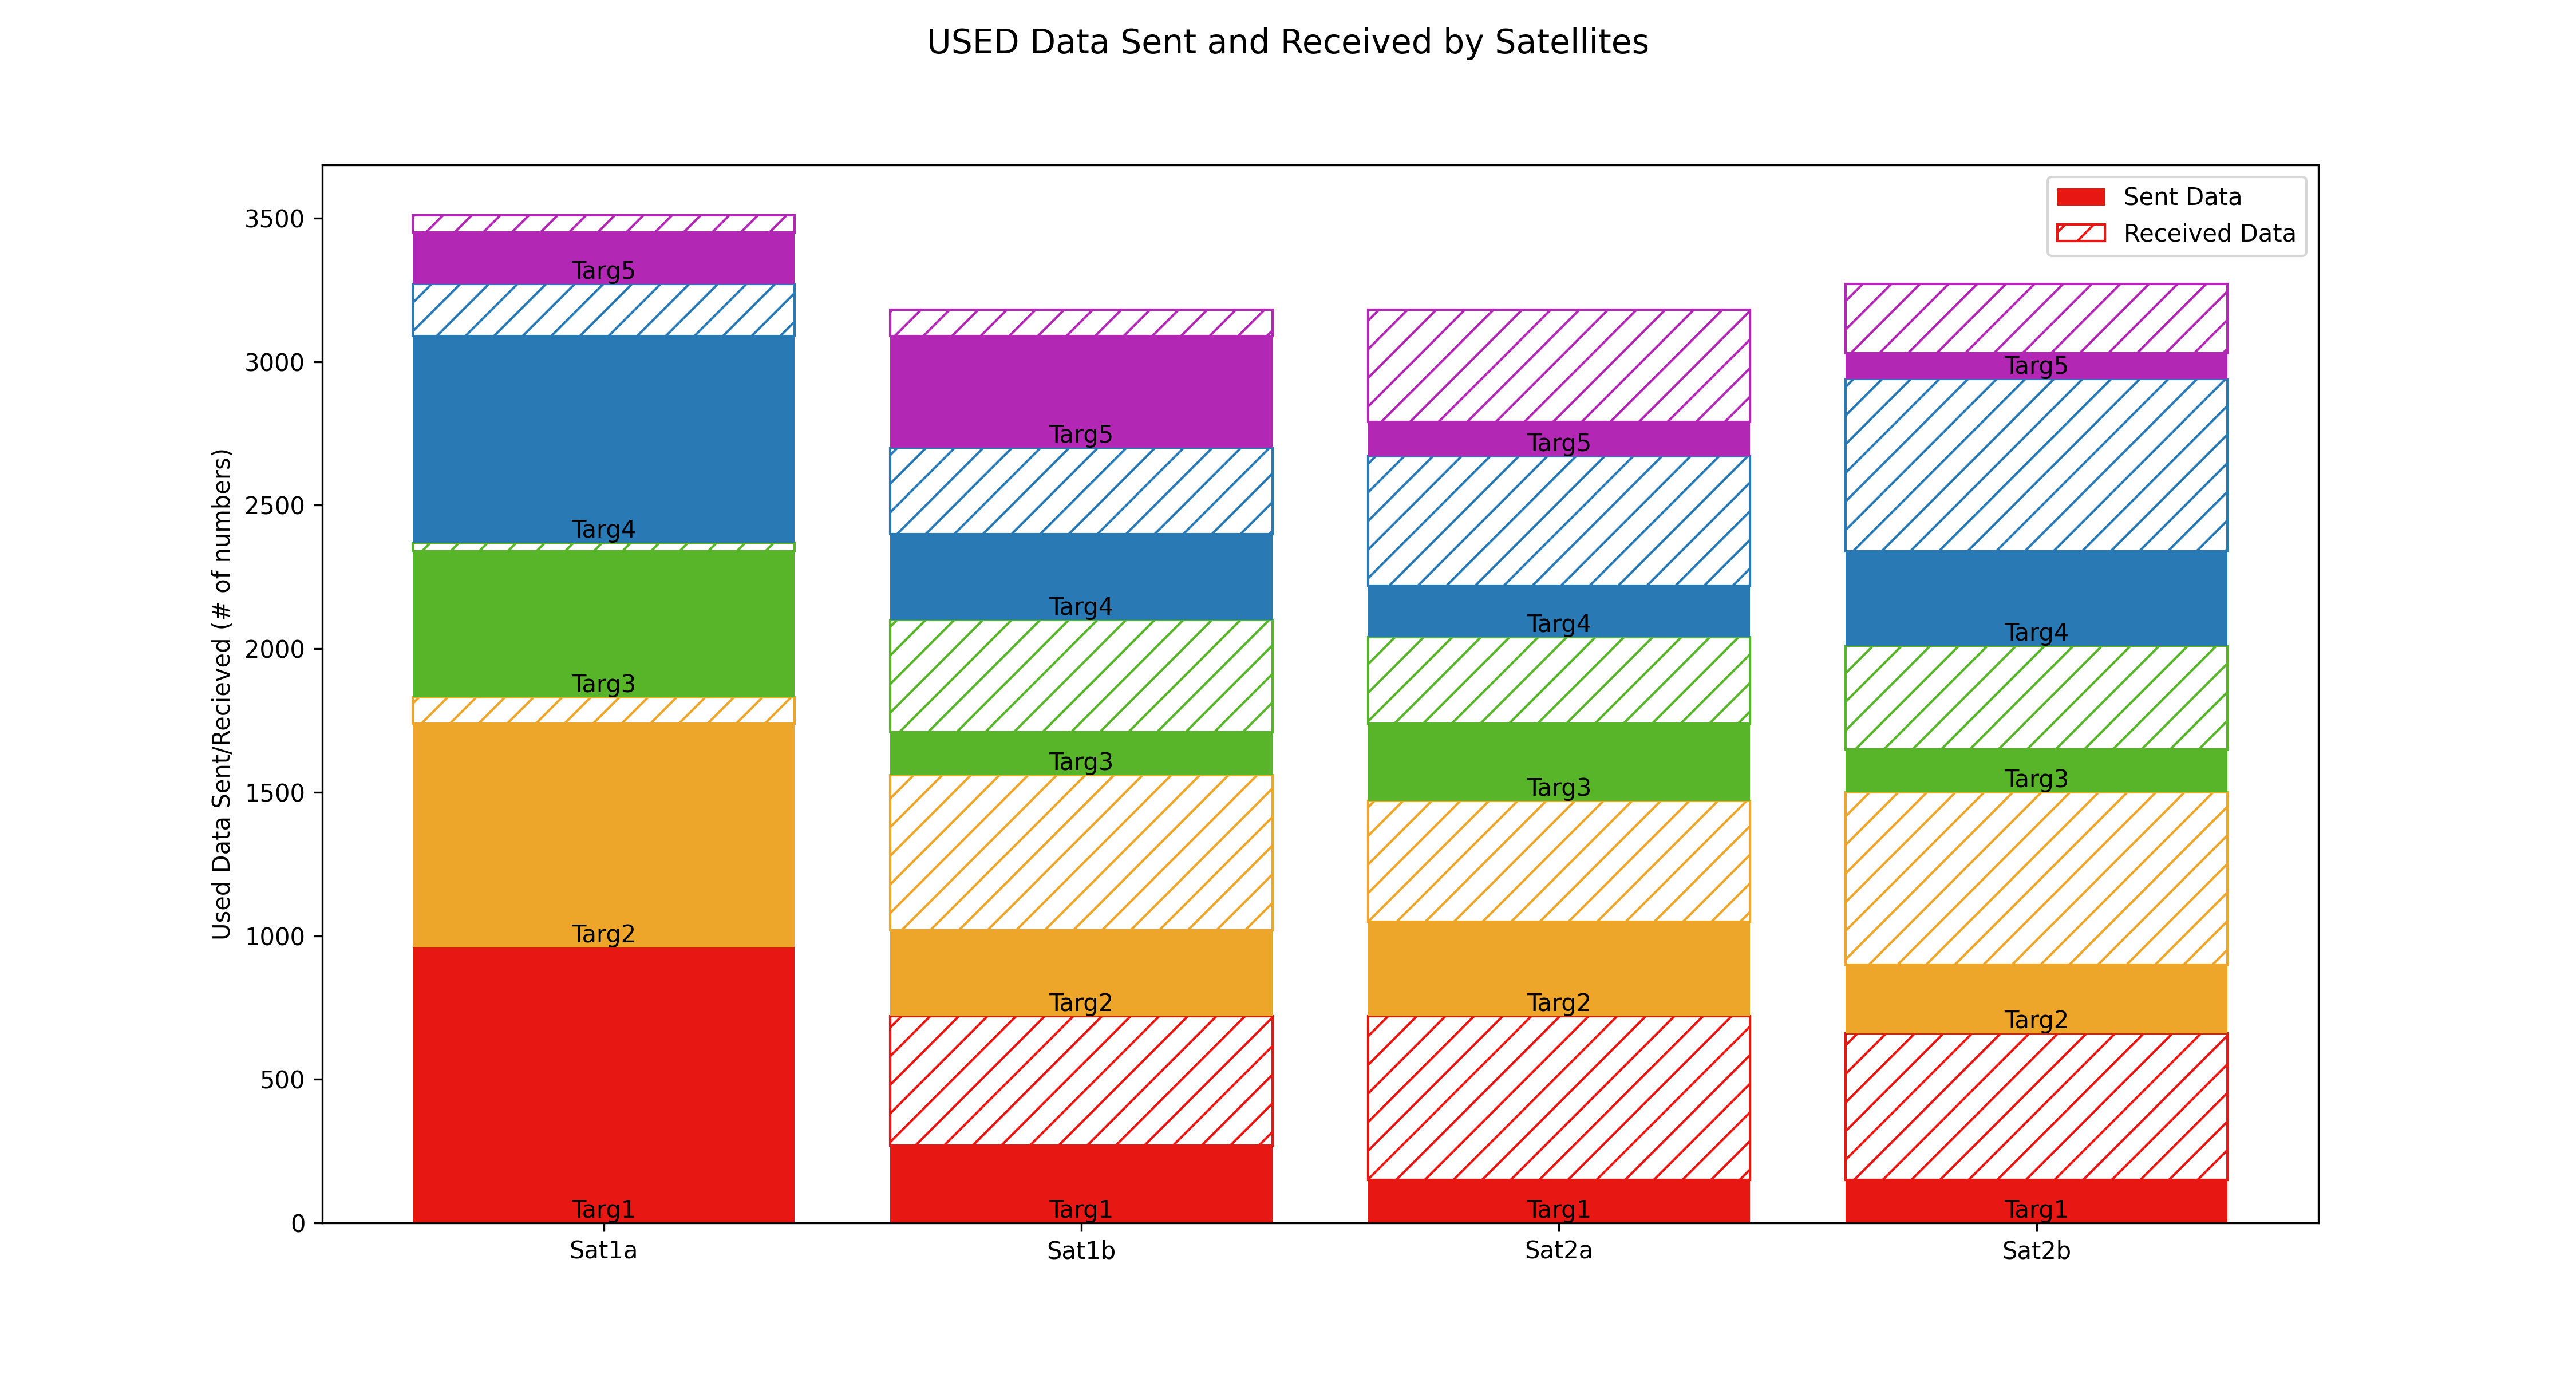 USED Data Sent and Received by Satellites
Sent Data
Received Data
Used Data Sent/Recieved (# of numbers)
3500
3000
2500
2000
1500
1000
500
0
Targ5
Targ4
Targ3
Targ2
Targ1
Targ5
Targ4
Targ3
Targ2
Targ1
Targ5
Targ4
Targ3
Targ2
Targ1
Targ5
Targ4
Targ3
Targ2
Targ1
Sat1a
Sat1b
Sat2a
Sat2b